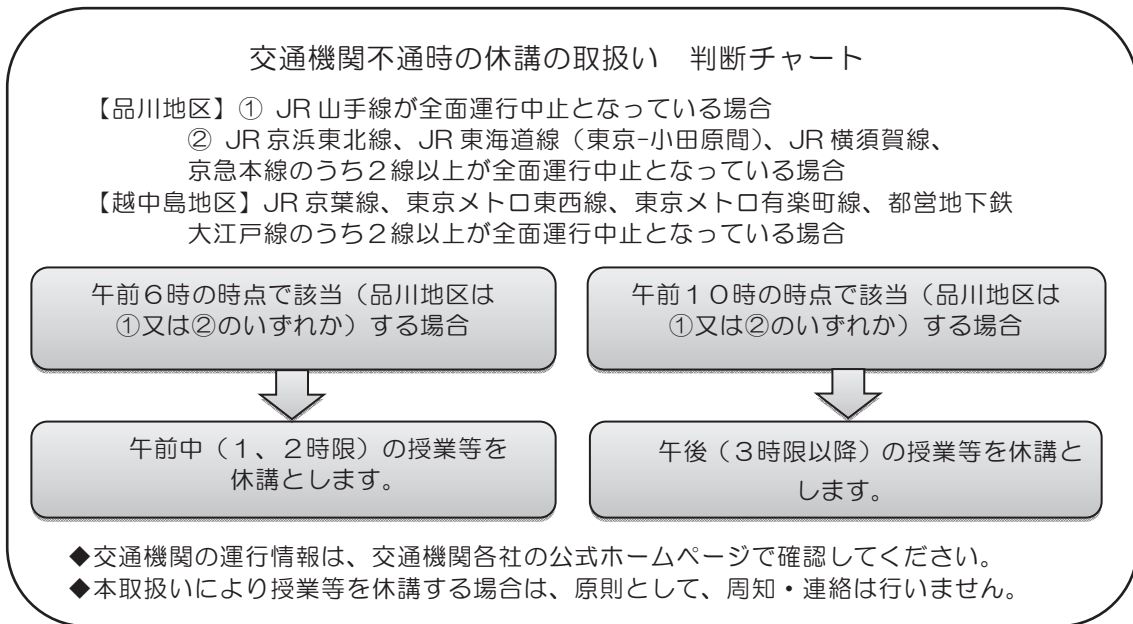 交通機関不通時の休講の取扱い　判断チャート
【品川地区】① JR 山手線が全面運行中止となっている場合
② JR 京浜東北線、JR 東海道線（東京-小田原間）、JR 横須賀線、
京急本線のうち２線以上が全面運行中止となっている場合
【越中島地区】JR 京葉線、東京メトロ東西線、東京メトロ有楽町線、都営地下鉄
大江戸線のうち２線以上が全面運行中止となっている場合
午前６時の時点で該当（品川地区は
①又は②のいずれか）する場合
午前１０時の時点で該当（品川地区は
①又は②のいずれか）する場合
午前中（１、２時限）の授業等を
休講とします。
午後（３時限以降）の授業等を休講と
します。
◆交通機関の運行情報は、交通機関各社の公式ホームページで確認してください。
◆本取扱いにより授業等を休講する場合は、原則として、周知・連絡は行いません。